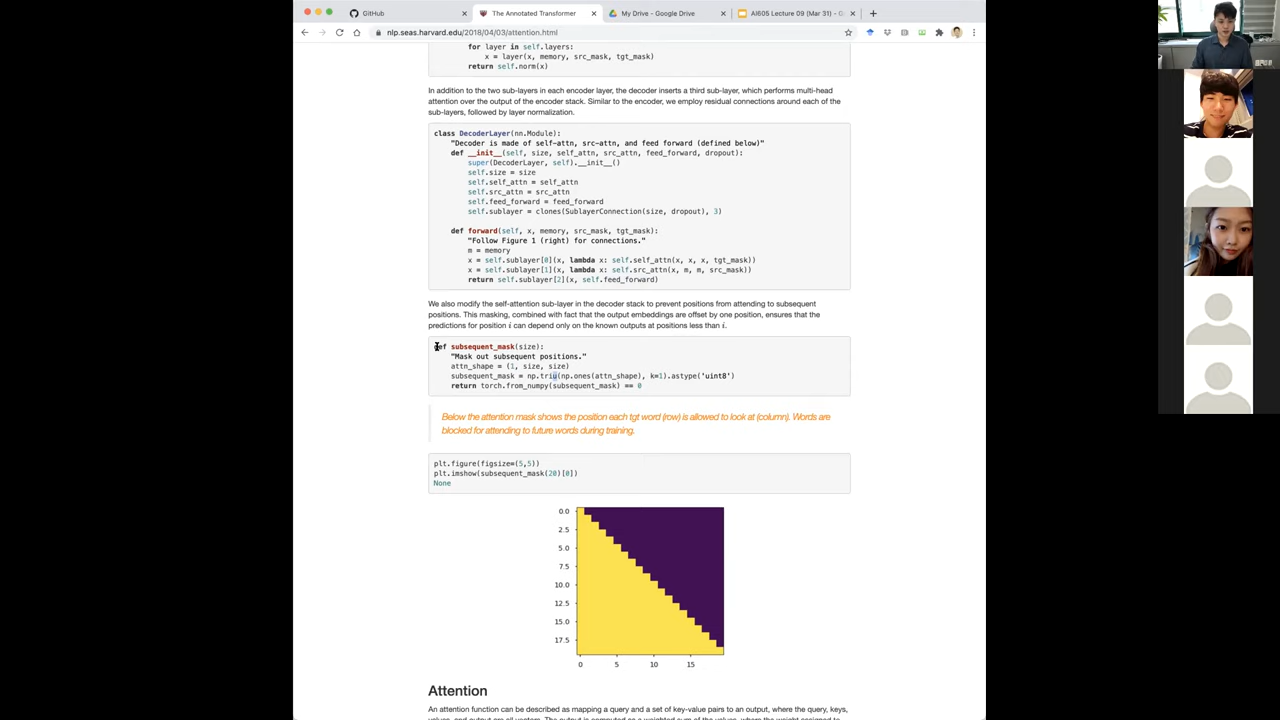 GitHub
The Annotated Transformer
My Drive - Google Drive
AI605 Lecture 09 (Mar 31) -
nlp.seas.harvard.edu/2018/04/03/attention.html
for layer in self.layers:
x = layer(x, memory, src_mask, tgt_mask)
return self.norm(x)
In addition to the two sub-layers in each encoder layer, the decoder inserts a third sub-layer, which performs multi-head
attention over the output of the encoder stack. Similar to the encoder, we employ residual connections around each of the
sub-layers, followed by layer normalization.
class DecoderLayer(nn.Module):
"Decoder is made of self-attn, src-attn, and feed forward (defined below)"
def __init__(self, size, self_attn, src_attn, feed_forward, dropout):
super(DecoderLayer, self).__init__()
self.size = size
self.self_attn = self_attn
self.src_attn = src_attn
self.feed_forward = feed_forward
self.sublayer = clones(SublayerConnection(size, dropout), 3)
def forward(self, x, memory, src_mask, tgt_mask):
"Follow Figure 1 (right) for connections."
m = memory
x = self.sublayer[0](x, lambda x: self.self_attn(x, x, x, tgt_mask))
x = self.sublayer[1](x, lambda x: self.src_attn(x, m, m, src_mask))
return self.sublayer[2](x, self.feed_forward)
We also modify the self-attention sub-layer in the decoder stack to prevent positions from attending to subsequent
positions. This masking, combined with fact that the output embeddings are offset by one position, ensures that the
predictions for position i can depend only on the known outputs at positions less than i.
def subsequent_mask(size):
"Mask out subsequent positions."
attn_shape = (1, size, size)
subsequent_mask = np.triu(np.ones(attn_shape), k=1).astype('uint8')
return torch.from_numpy(subsequent_mask) == 0
Below the attention mask shows the position each tgt word (row) is allowed to look at (column). Words are
blocked for attending to future words during training.
plt.figure(figsize=(5,5))
plt.imshow(subsequent_mask(20)[0])
None
0.0
2.5
5.0
7.5
10.0
12.5
15.0
17.5
0 5 10 15
Attention
An attention function can be described as mapping a query and a set of key-value pairs to an output, where the query, keys,